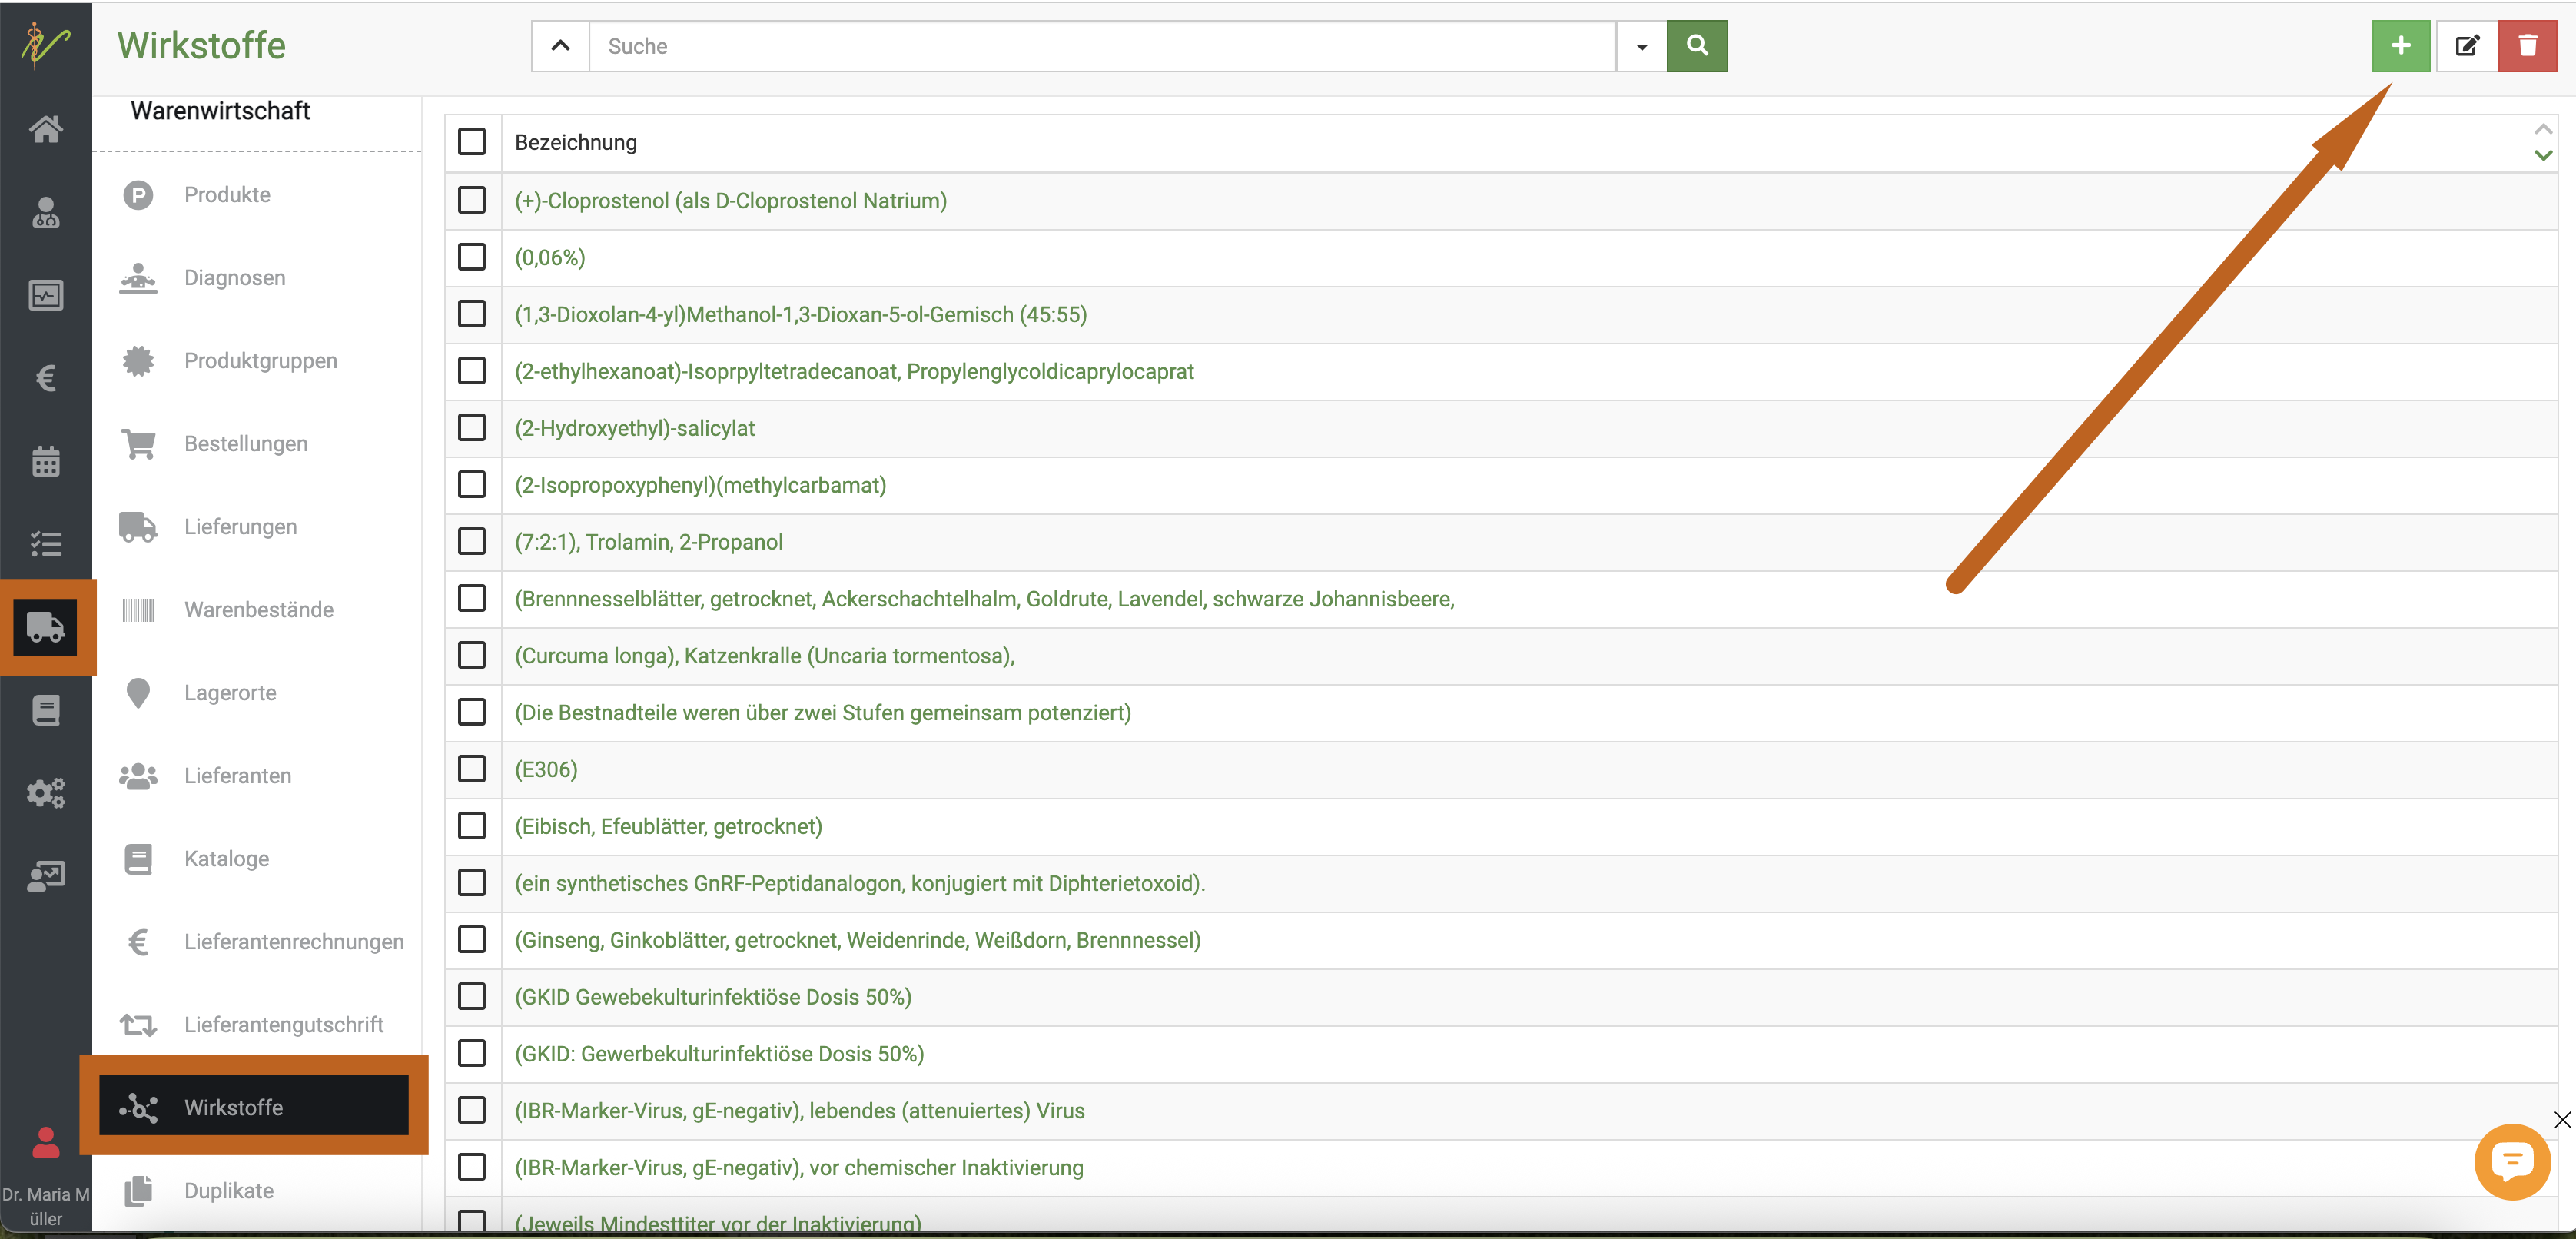 Wirkstoffe
Suche
Warenwirtschaft
Produkte
Diagnosen
Produktgruppen
Bestellungen
Lieferungen
Warenbestände
Lagerorte
Lieferanten
Kataloge
Lieferantenrechnungen
Lieferantengutschrift
Wirkstoffe
Duplikate
Dr. Maria M
üller
Bezeichnung
(+)-Cloprostenol (als D-Cloprostenol Natrium)
(0,06%)
(1,3-Dioxolan-4-yl)Methanol-1,3-Dioxan-5-ol-Gemisch (45:55)
(2-ethylhexanoat)-Isoprpyltetradecanoat, Propylenglycoldicaprylocaprat
(2-Hydroxyethyl)-salicylat
(2-Isopropoxyphenyl)(methylcarbamat)
(7:2:1), Trolamin, 2-Propanol
(Brennnesselblätter, getrocknet, Ackerschachtelhalm, Goldrute, Lavendel, schwarze Johannisbeere,
(Curcuma longa), Katzenkralle (Uncaria tormentosa),
(Die Bestnadteile weren über zwei Stufen gemeinsam potenziert)
(E306)
(Eibisch, Efeublätter, getrocknet)
(ein synthetisches GnRF-Peptidanalogon, konjugiert mit Diphterietoxoid).
(Ginseng, Ginkoblätter, getrocknet, Weidenrinde, Weißdorn, Brennnessel)
(GKID Gewebekulturinfektiöse Dosis 50%)
(GKID: Gewerbekulturinfektiöse Dosis 50%)
(IBR-Marker-Virus, gE-negativ), lebendes (attenuiertes) Virus
(IBR-Marker-Virus, gE-negativ), vor chemischer Inaktivierung
(Jeweils Mindesttiter vor der Inaktivierung)